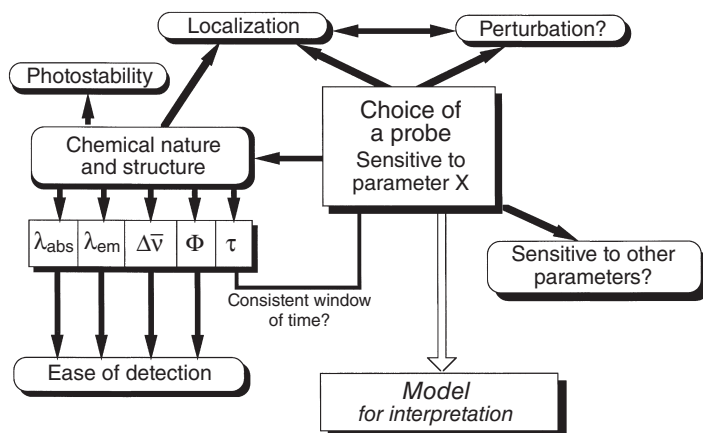 Localization
Perturbation?
Photostability
Choice of
a probe
Sensitive to
parameter X
Chemical nature
and structure
λabs λem Δν̄ Φ τ
Sensitive to other
parameters?
Consistent window
of time?
Ease of detection
Model
for interpretation